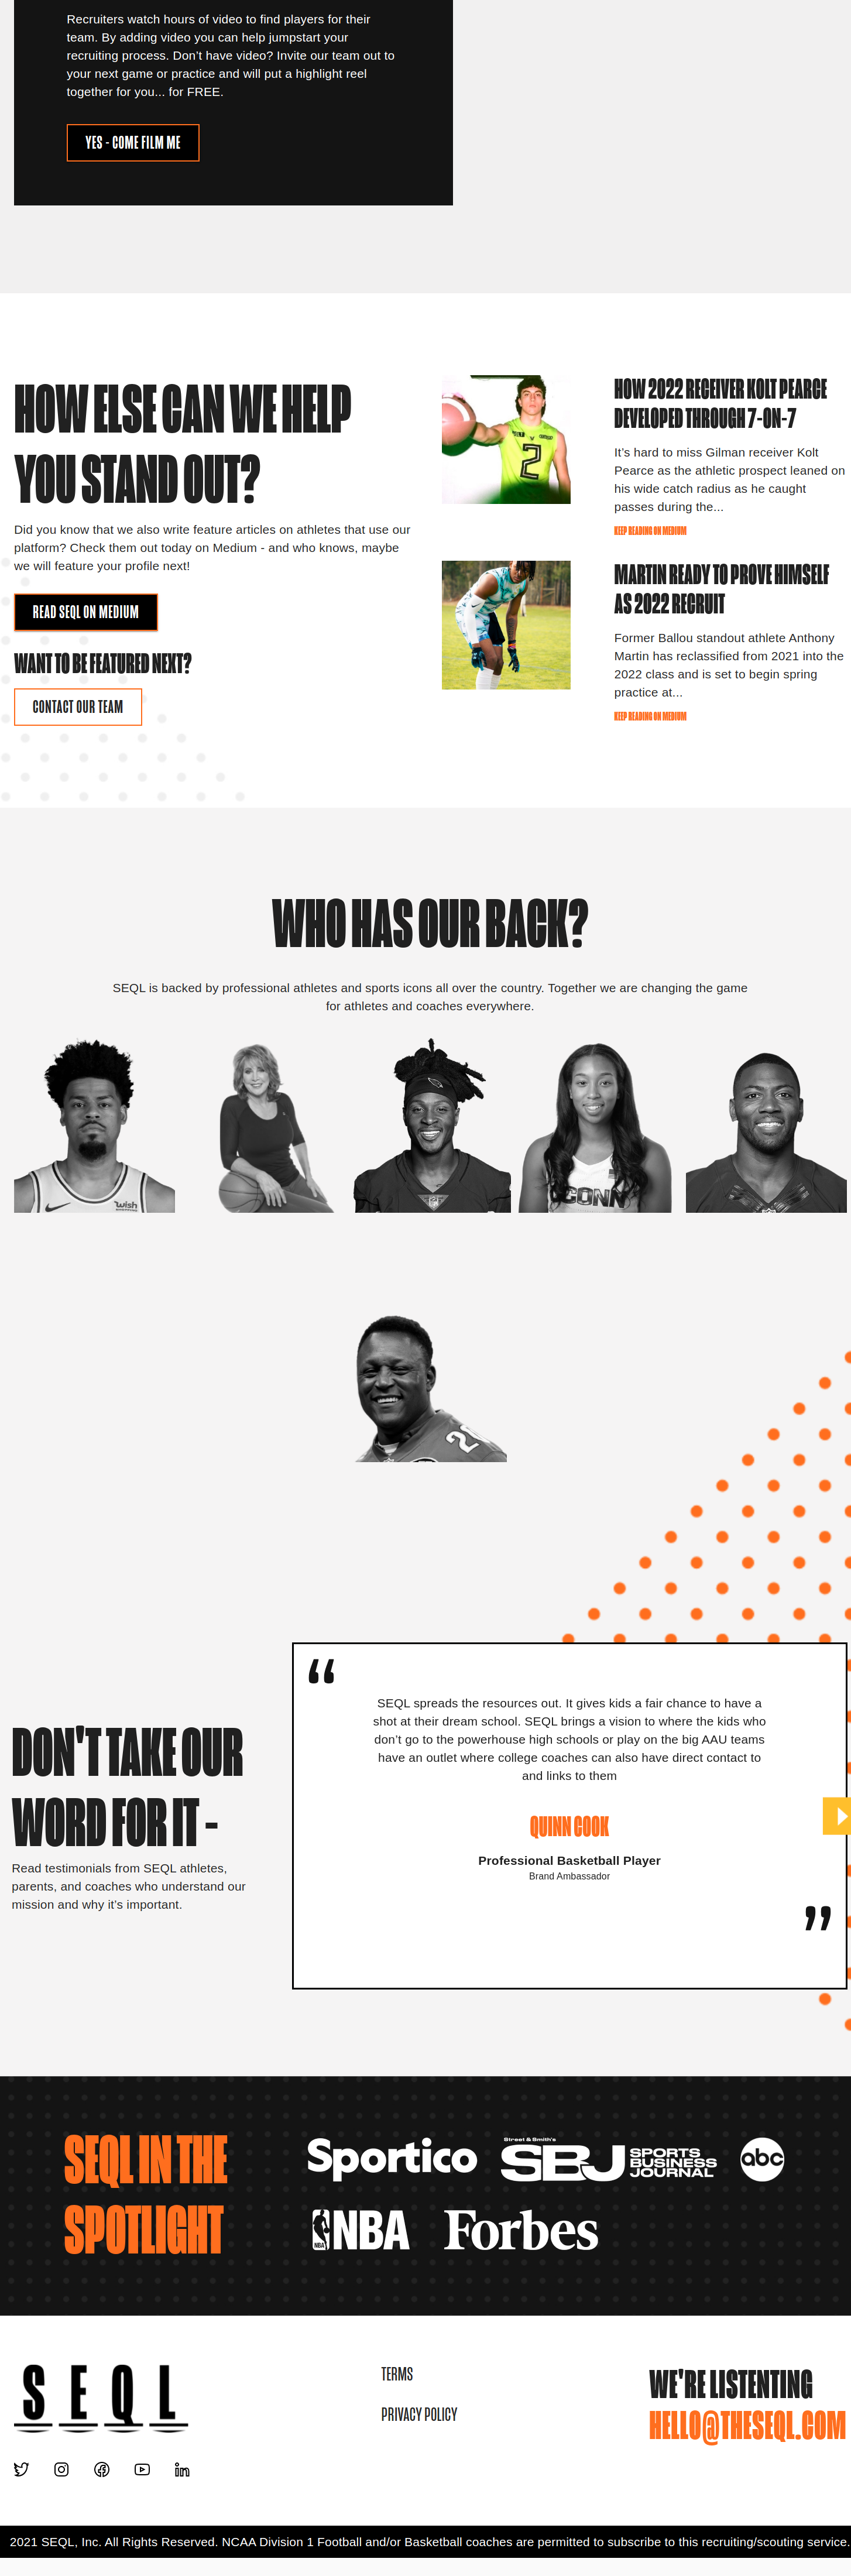 Recruiters watch hours of video to find players for their
team. By adding video you can help jumpstart your
recruiting process. Don’t have video? Invite our team out to
your next game or practice and will put a highlight reel
together for you... for FREE.
YES - COME FILM ME
HOW ELSE CAN WE HELP
YOU STAND OUT?
Did you know that we also write feature articles on athletes that use our
platform? Check them out today on Medium - and who knows, maybe
we will feature your profile next!
READ SEQL ON MEDIUM
WANT TO BE FEATURED NEXT?
CONTACT OUR TEAM
2
HOW 2022 RECEIVER KOLT PEARCE
DEVELOPED THROUGH 7-ON-7
It’s hard to miss Gilman receiver Kolt
Pearce as the athletic prospect leaned on
his wide catch radius as he caught
passes during the...
KEEP READING ON MEDIUM
MARTIN READY TO PROVE HIMSELF
AS 2022 RECRUIT
Former Ballou standout athlete Anthony
Martin has reclassified from 2021 into the
2022 class and is set to begin spring
practice at...
KEEP READING ON MEDIUM
WHO HAS OUR BACK?
SEQL is backed by professional athletes and sports icons all over the country. Together we are changing the game
for athletes and coaches everywhere.
wish
CONN
2
“
SEQL spreads the resources out. It gives kids a fair chance to have a
shot at their dream school. SEQL brings a vision to where the kids who
don’t go to the powerhouse high schools or play on the big AAU teams
have an outlet where college coaches can also have direct contact to
and links to them
QUINN COOK
Professional Basketball Player
Brand Ambassador
”
DON'T TAKE OUR
WORD FOR IT -
Read testimonials from SEQL athletes,
parents, and coaches who understand our
mission and why it’s important.
SEQL IN THE
SPOTLIGHT
Sportico
Street & Smith's
SBJ
SPORTS
BUSINESS
JOURNAL
abc
NBA
NBA
Forbes
SEQL
TERMS
PRIVACY POLICY
WE'RE LISTENTING
HELLO@THESEQL.COM
2021 SEQL, Inc. All Rights Reserved. NCAA Division 1 Football and/or Basketball coaches are permitted to subscribe to this recruiting/scouting service.